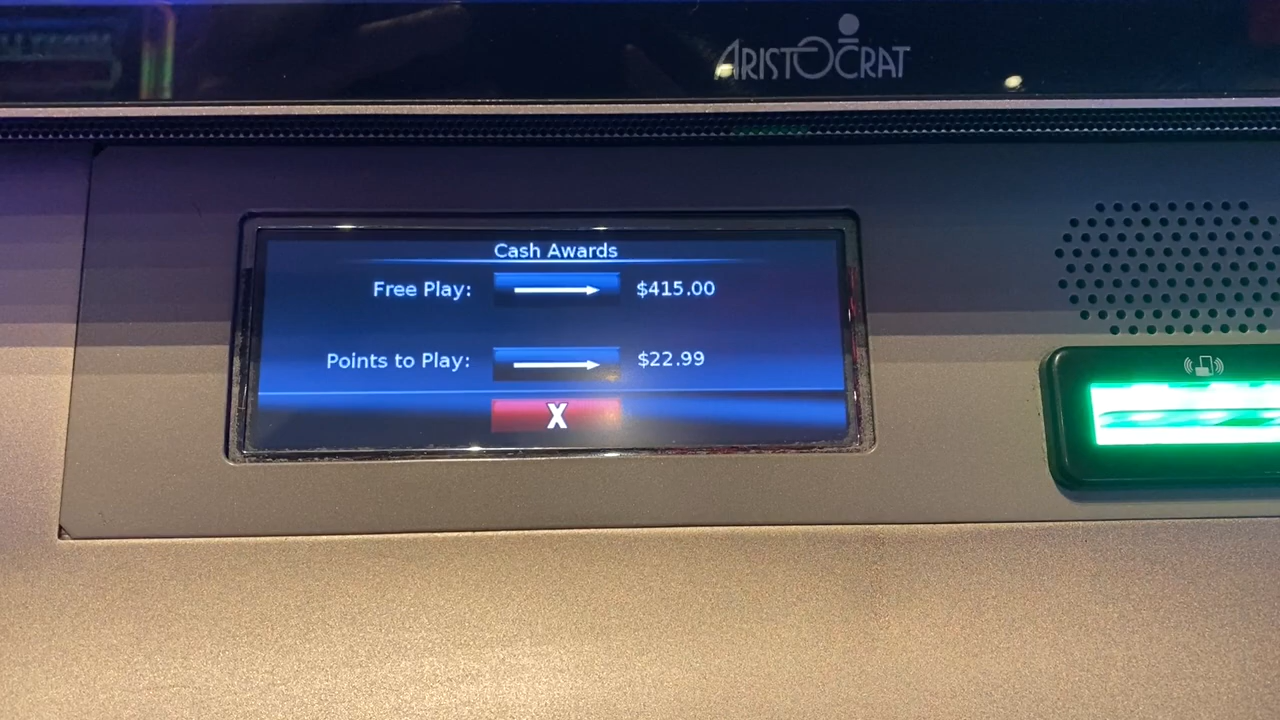 ARISTOCRAT
Cash Awards
Free Play: $415.00
Points to Play: $22.99
X